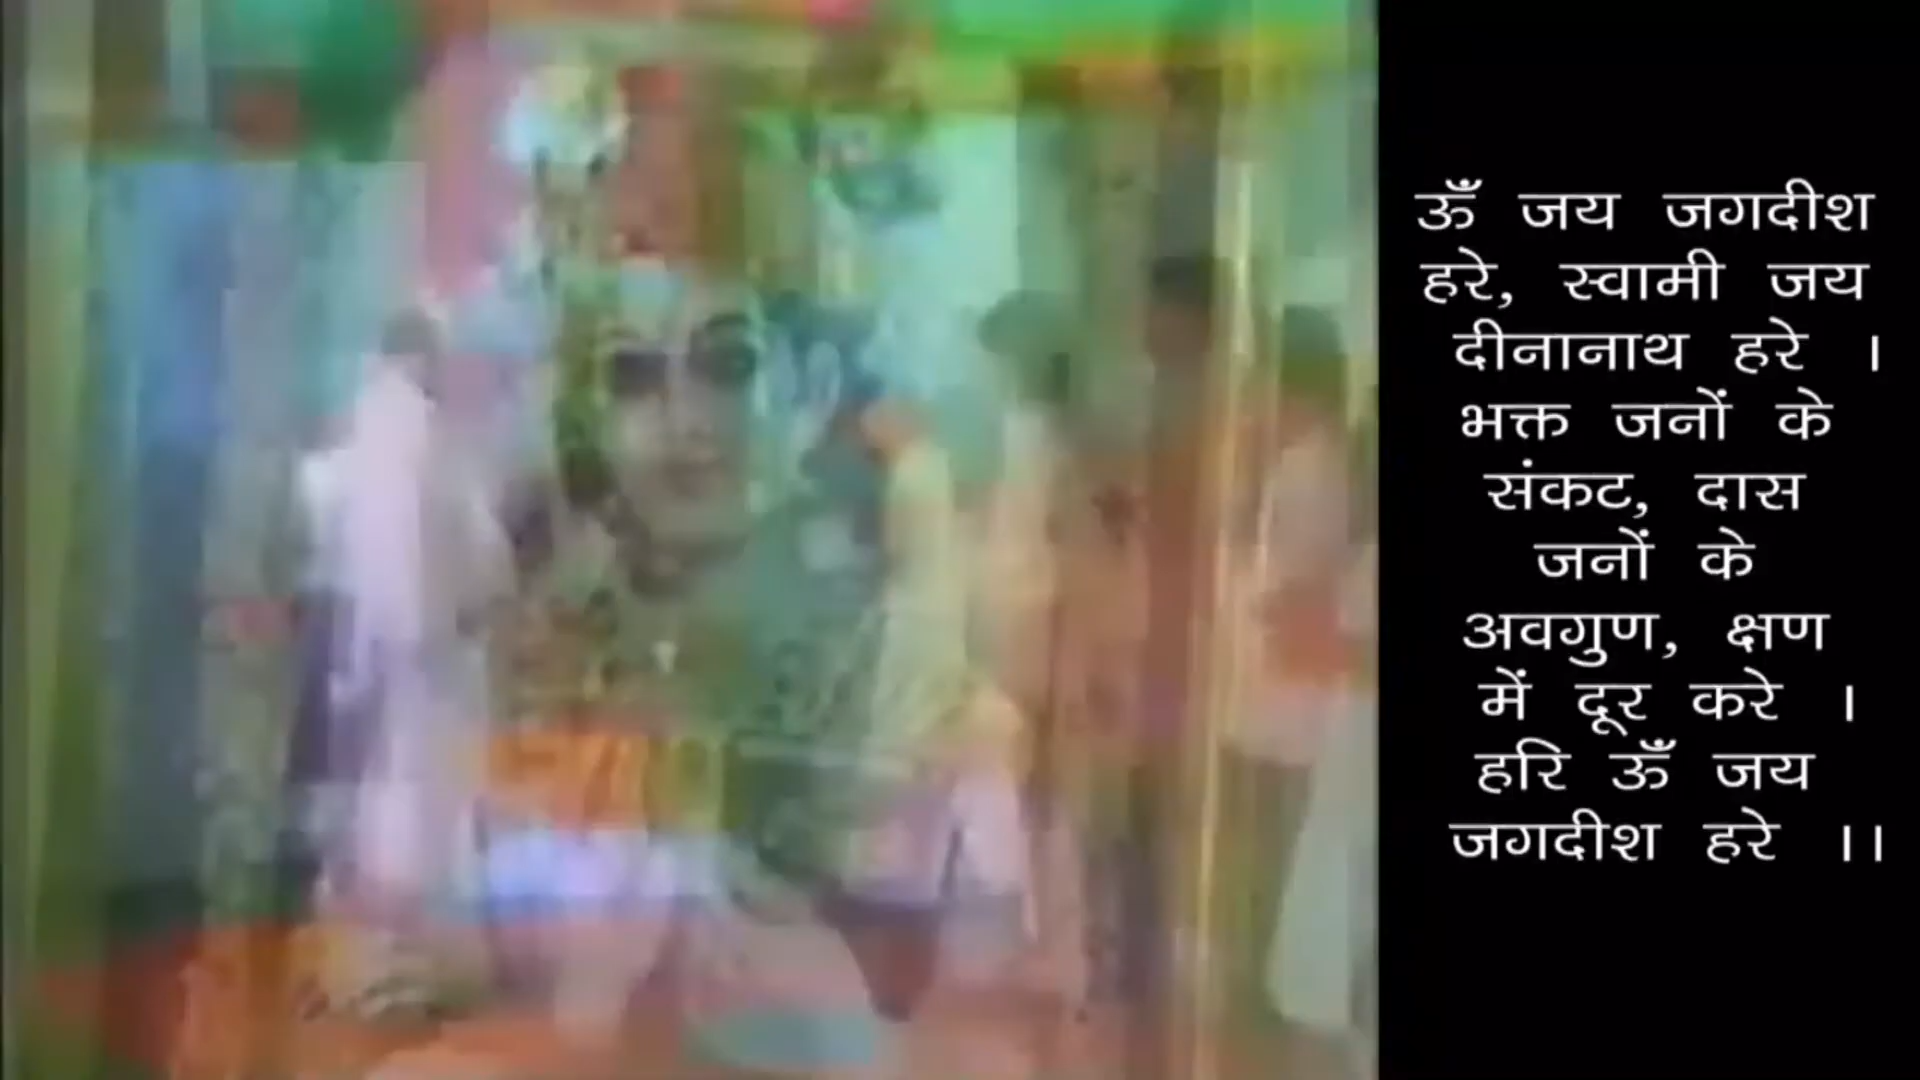 ऊँ जय जगदीश
हरे, स्वामी जय
दीनानाथ हरे ।
भक्त जनों के
संकट, दास
जनों के
अवगुण, क्षण
में दूर करे ।
हरि ऊँ जय
जगदीश हरे ।।